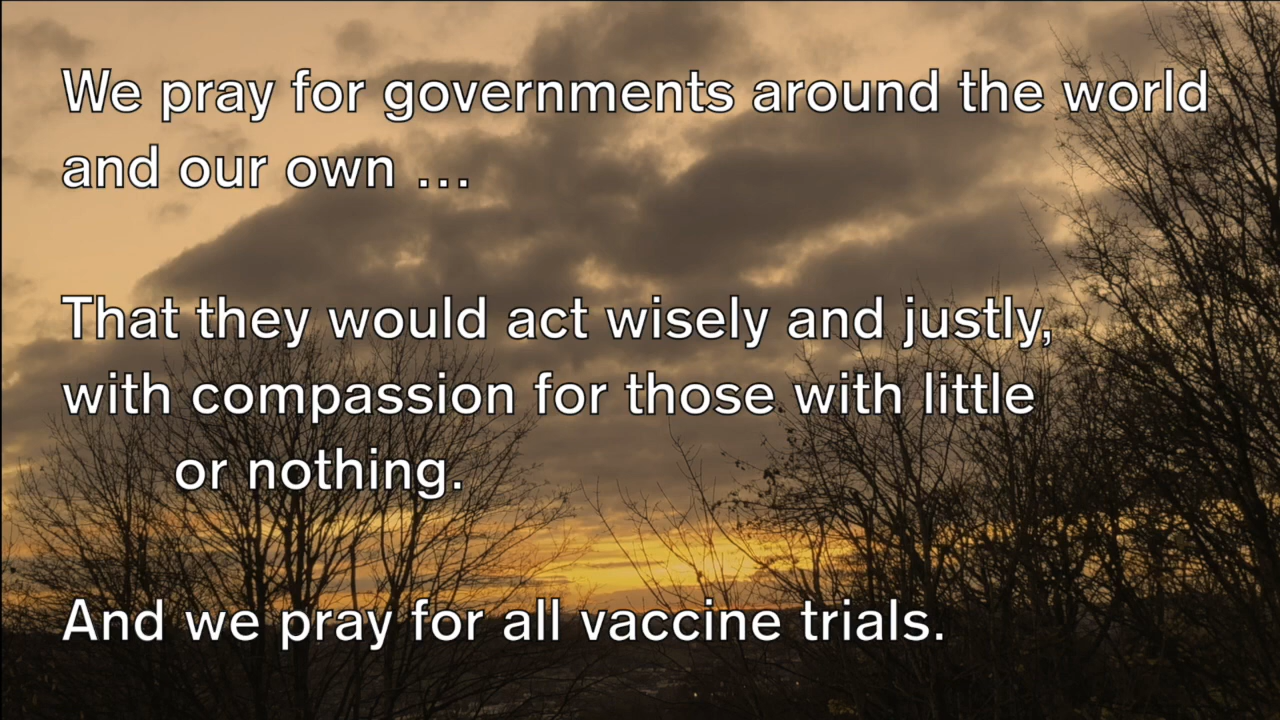 We pray for governments around the world
and our own ...
That they would act wisely and justly,
with compassion for those with little
or nothing.
And we pray for all vaccine trials.